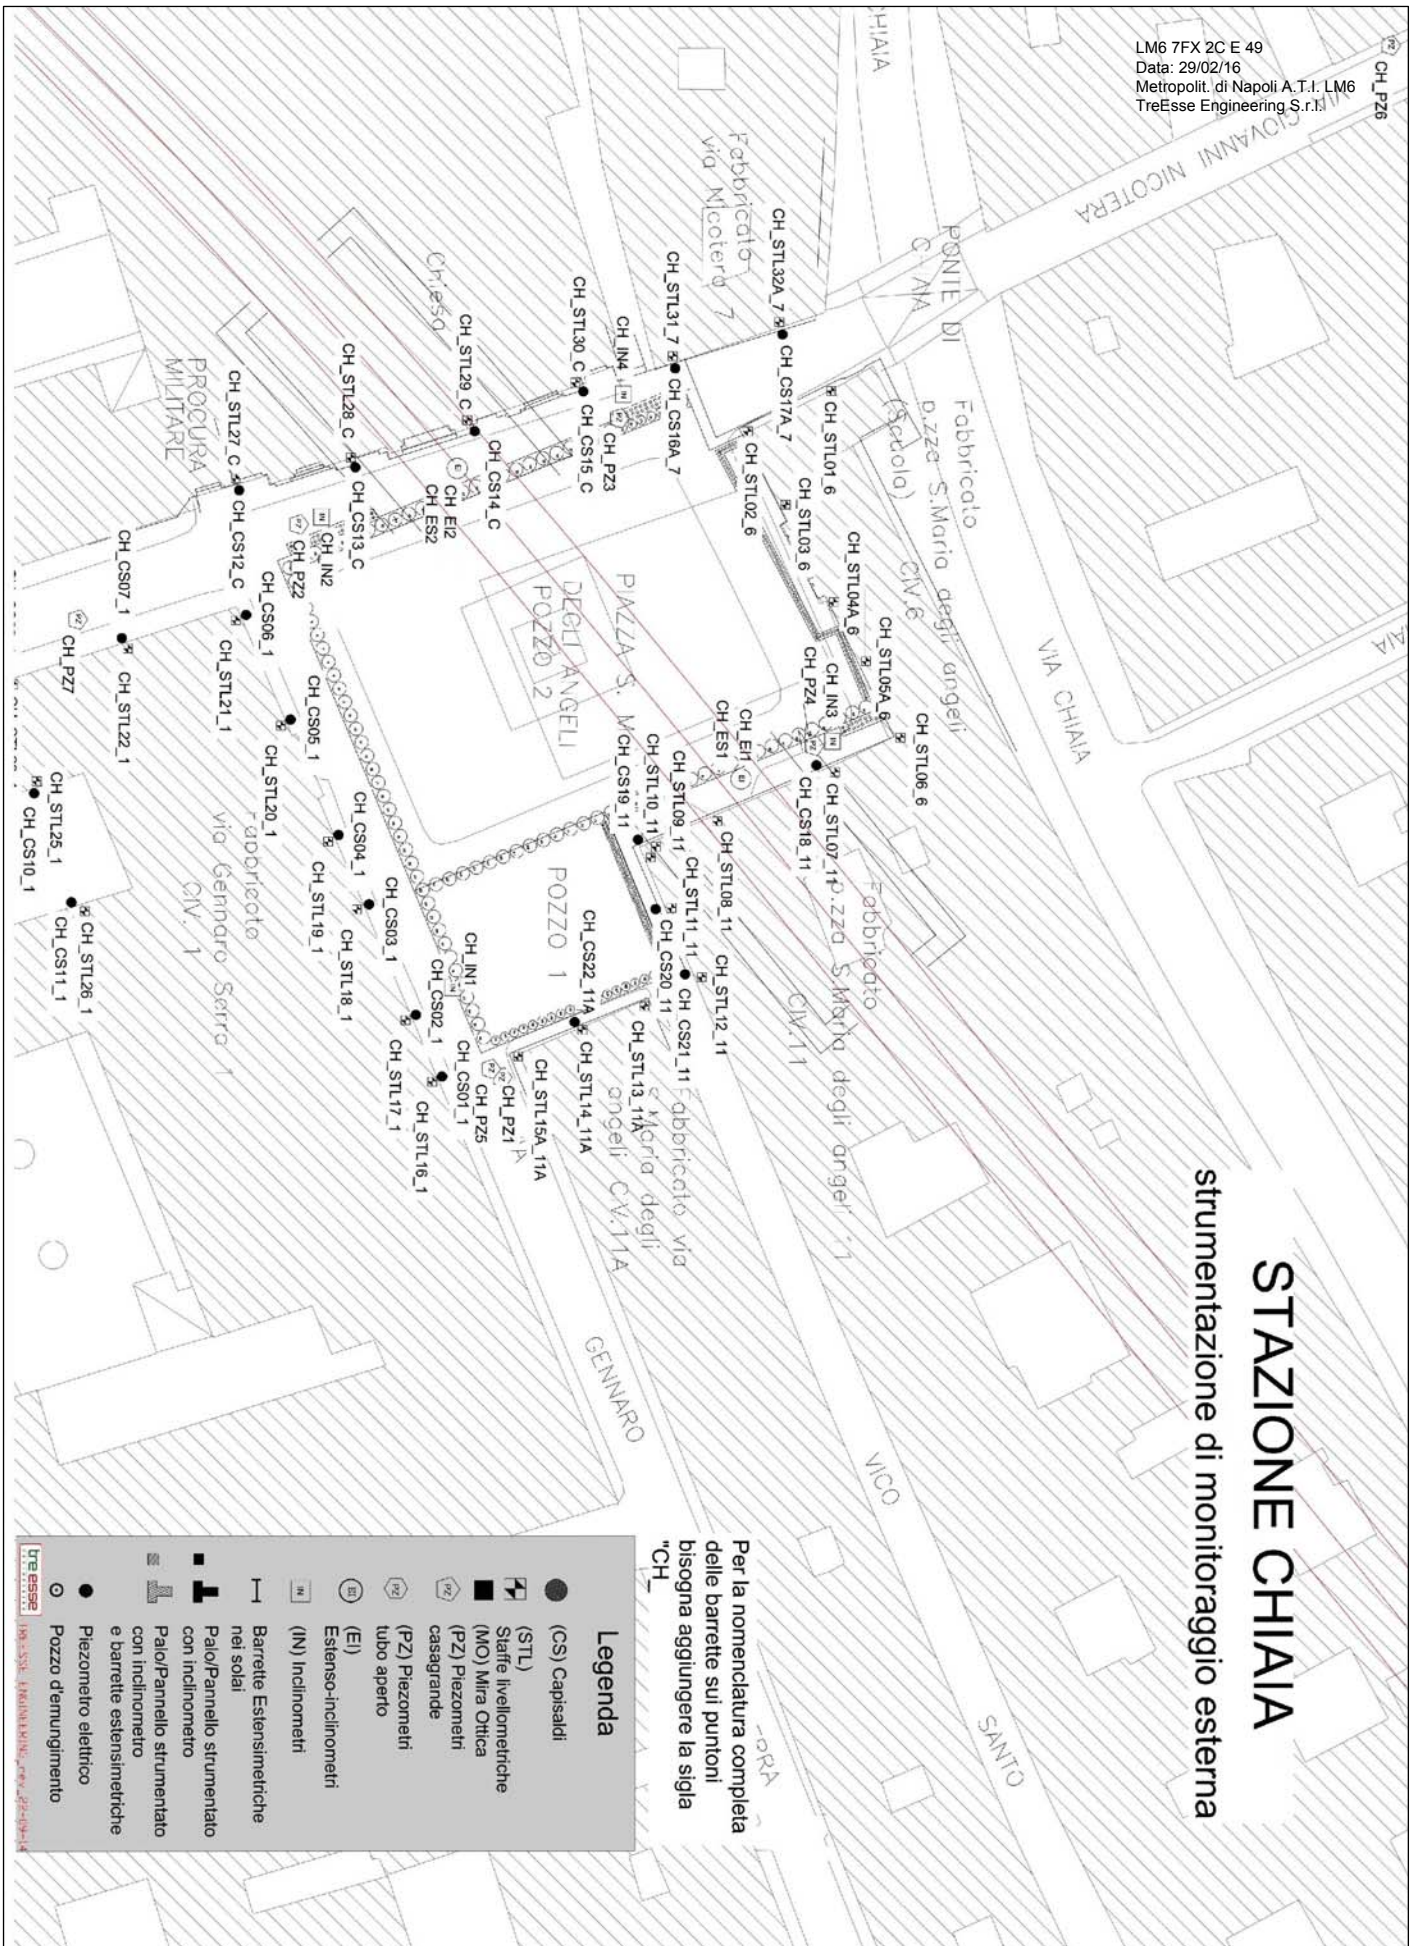 LM6 7FX 2C E 49
Data: 29/02/16
Metropolit. di Napoli A.T.I. LM6
TreEsse Engineering S.r.l.
STAZIONE CHIAIA
strumentazione di monitoraggio esterna
PZ
CH_PZ6
VIA GIOVANNI NICOTERA
CHIAIA
PONTE DI
VIA CHIAIA
Fabbricato
via Nicotera 7
CH_STL32A_7
CH_CS17A_7
CH_STL31_7
CH_CS16A_7
CH_IN4
CH_PZ3
CH_STL30_C
CH_CS15_C
Chiesa
CH_STL29_C
CH_CS14_C
CH_EI2
CH_ES2
CH_STL28_C
CH_CS13_C
CH_IN2
CH_PZ2
CH_STL27_C
CH_CS12_C
PROCURA
MILITARE
Fabbricato
p.zza S.Maria degli angeli
CIV.6
(Scuola)
CH_STL01_6
CH_STL02_6
CH_STL03_6
CH_STL04A_6
CH_STL05A_6
CH_STL06_6
CH_IN3
CH_PZ4
CH_STL07_11
CH_CS18_11
CH_EI1
CH_ES1
CH_STL08_11
CH_STL09_11
CH_STL10_11
CH_CS19_11
CH_STL11_11
CH_CS20_11
CH_STL12_11
CH_CS21_11
CH_STL13_11A
CH_CS22_11A
CH_STL14_11A
CH_STL15A_11A
CH_PZ1
CH_PZ5
PIAZZA S. M
DEGLI ANGELI
POZZO 2
POZZO 1
Fabbricato
p.zza S.Maria degli angeli 11
CIV.11
Fabbricato via
S.Maria degli
angeli CV.11A
CH_IN1
CH_CS01_1
CH_STL16_1
CH_CS02_1
CH_STL17_1
CH_CS03_1
CH_STL18_1
CH_CS04_1
CH_STL19_1
CH_CS05_1
CH_STL20_1
CH_CS06_1
CH_STL21_1
CH_CS07_1
CH_STL22_1
CH_PZ7
CH_STL25_1
CH_CS10_1
CH_STL26_1
CH_CS11_1
Fabbricato
via Gennaro Serra 1
CIV. 1
GENNARO
VICO
SANTO
Per la nomenclatura completa
delle barrette sui puntoni
bisogna aggiungere la sigla
"CH_
Legenda
(CS) Capisaldi
(STL)
Staffe livellometriche
(MO) Mira Ottica
PZ
(PZ) Piezometri
casagrande
PZ
(PZ) Piezometri
tubo aperto
EI
(EI)
Estenso-inclinometri
IN
(IN) Inclinometri
Barrette Estensimetriche
nei solai
Palo/Pannello strumentato
con inclinometro
Palo/Pannello strumentato
con inclinometro
e barrette estensimetriche
Piezometro elettrico
Pozzo d'emungimento
tre esse